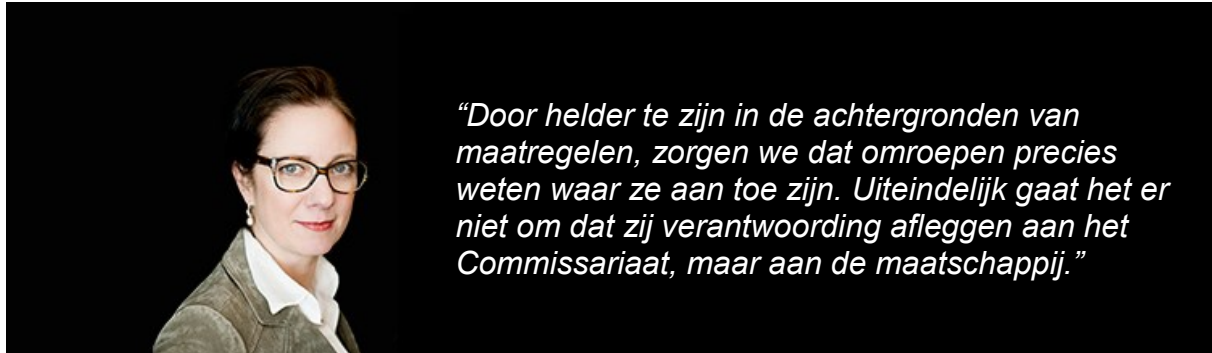 “Door helder te zijn in de achtergronden van
maatregelen, zorgen we dat omroepen precies
weten waar ze aan toe zijn. Uiteindelijk gaat het er
niet om dat zij verantwoording afleggen aan het
Commissariaat, maar aan de maatschappij.”